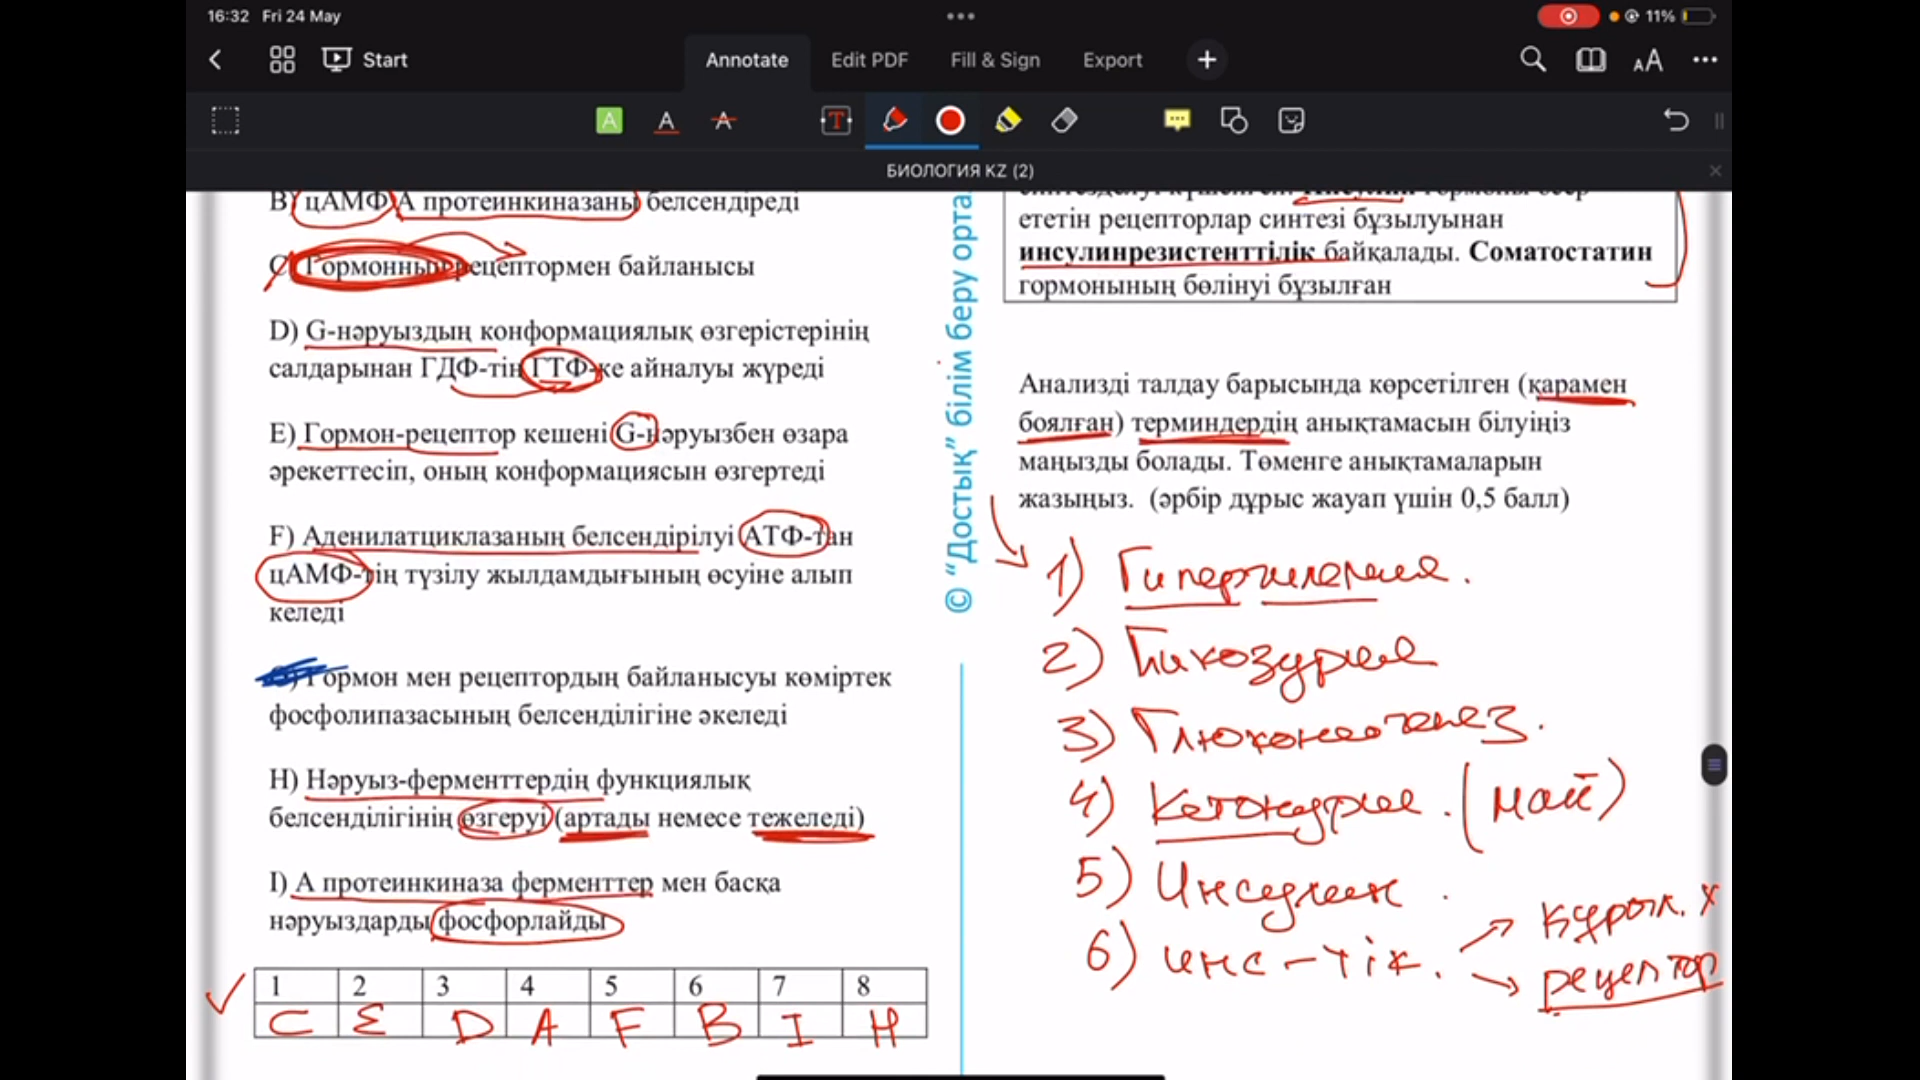 16:32 Fri 24 May
11%
Start
Annotate
Edit PDF
Fill & Sign
Export
БИОЛОГИЯ KZ (2)
B) цАМФ А протеинкиназаны белсендіреді
C) Гормонның рецептормен байланысы
D) G-нәруыздың конформациялық өзгерістерінің
салдарынан ГДФ-тің ГТФ-ке айналуы жүреді
E) Гормон-рецептор кешені G-нәруызбен өзара
әрекеттесіп, оның конформациясын өзгертеді
F) Аденилатциклазаның белсендірілуі АТФ-тан
цАМФ-тің түзілу жылдамдығының өсуіне алып
келеді
Гормон мен рецептордың байланысуы көміртек
фосфолипазасының белсенділігіне әкеледі
H) Нәруыз-ферменттердің функциялық
белсенділігінің өзгеруі (артады немесе тежеледі)
I) А протеинкиназа ферменттер мен басқа
нәруыздарды фосфорлайды
1 2 3 4 5 6 7 8
C E D A F B I H
© “Достық” білім беру орта
гормоны әсер
ететін рецепторлар синтезі бұзылуынан
инсулинрезистенттілік байқалады. Соматостатин
гормонының бөлінуі бұзылған
Анализді талдау барысында көрсетілген (қарамен
боялған) терминдердің анықтамасын білуіңіз
маңызды болады. Төменге анықтамаларын
жазыңыз. (әрбір дұрыс жауап үшін 0,5 балл)
1)
2)
3) Глюконеогенез.
4) Кетонурия. (май)
5) Инсулин.
6) инс-тік.
құрыл. х
рецептор